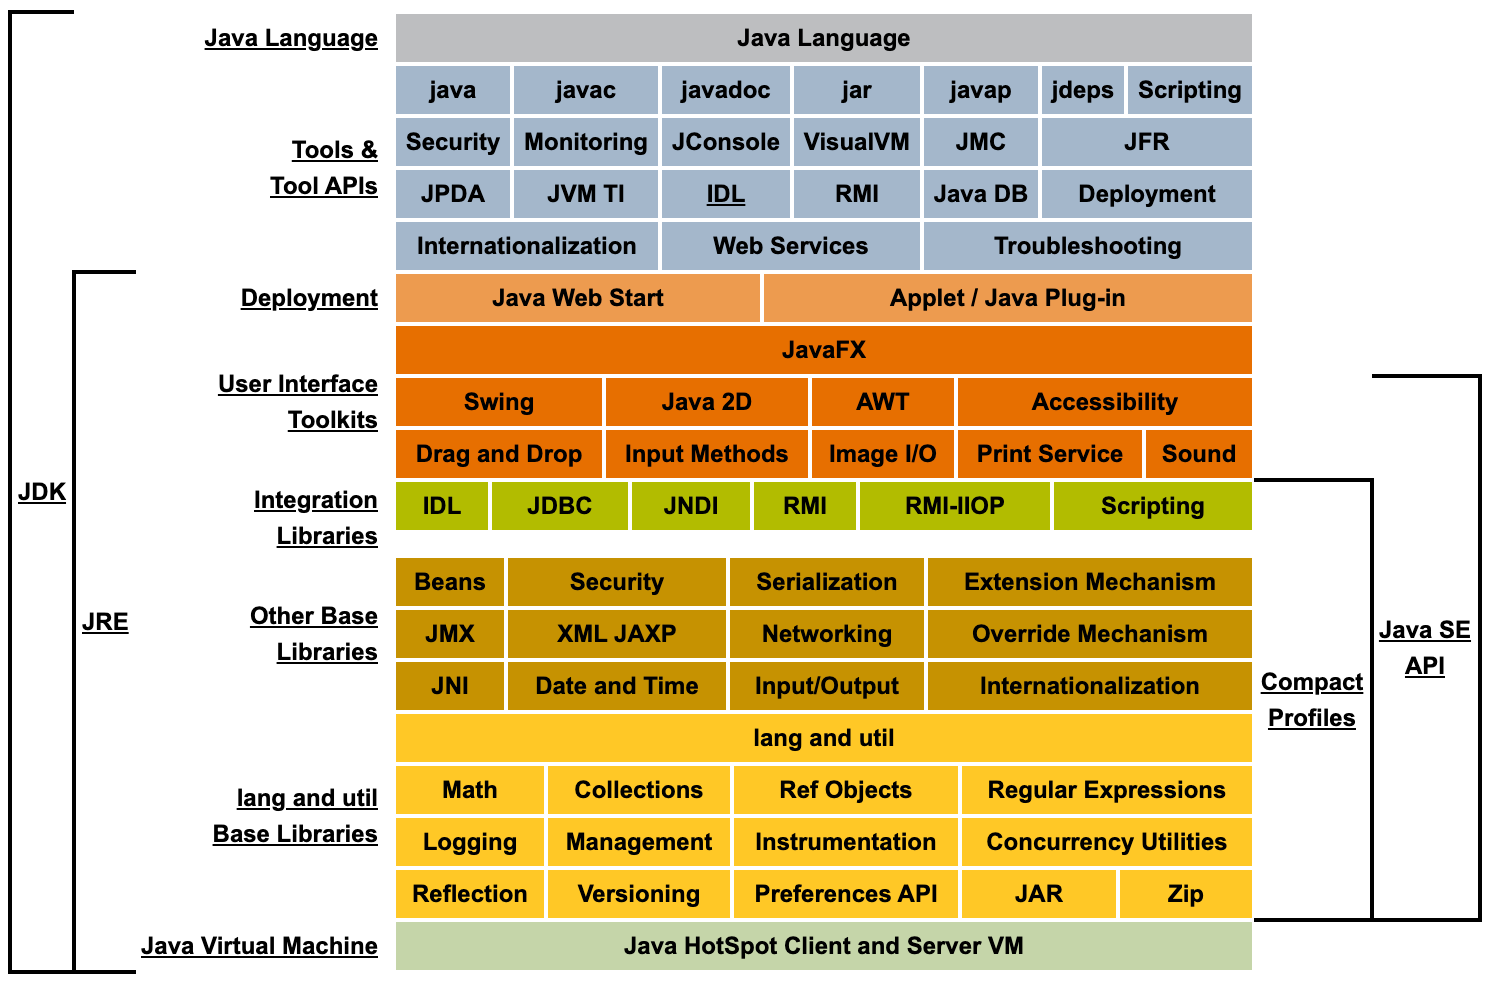 Java Language
Java Language
java javac javadoc jar javap jdeps Scripting
Tools &
Tool APIs
Security Monitoring JConsole VisualVM JMC JFR
JPDA JVM TI IDL RMI Java DB Deployment
Internationalization Web Services Troubleshooting
Deployment
Java Web Start Applet / Java Plug-in
JavaFX
User Interface
Toolkits
Swing Java 2D AWT Accessibility
Drag and Drop Input Methods Image I/O Print Service Sound
JDK
Integration
Libraries
IDL JDBC JNDI RMI RMI-IIOP Scripting
JRE
Other Base
Libraries
Beans Security Serialization Extension Mechanism
JMX XML JAXP Networking Override Mechanism
JNI Date and Time Input/Output Internationalization
Java SE
API
Compact
Profiles
lang and util
lang and util
Base Libraries
Math Collections Ref Objects Regular Expressions
Logging Management Instrumentation Concurrency Utilities
Reflection Versioning Preferences API JAR Zip
Java Virtual Machine
Java HotSpot Client and Server VM